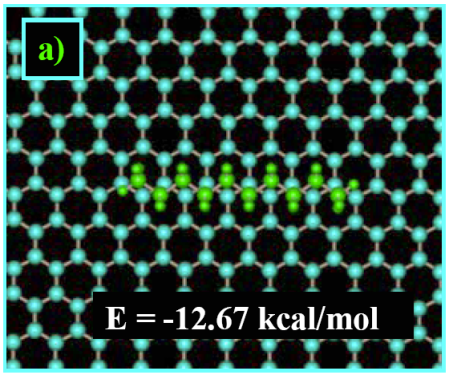 a)
E = -12.67 kcal/mol